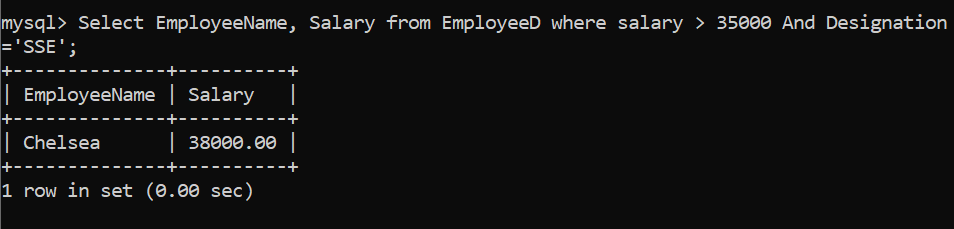 mysql> Select EmployeeName, Salary from EmployeeD where salary > 35000 And Designation
='SSE';
+--------------+----------+
| EmployeeName | Salary   |
+--------------+----------+
| Chelsea      | 38000.00 |
+--------------+----------+
1 row in set (0.00 sec)